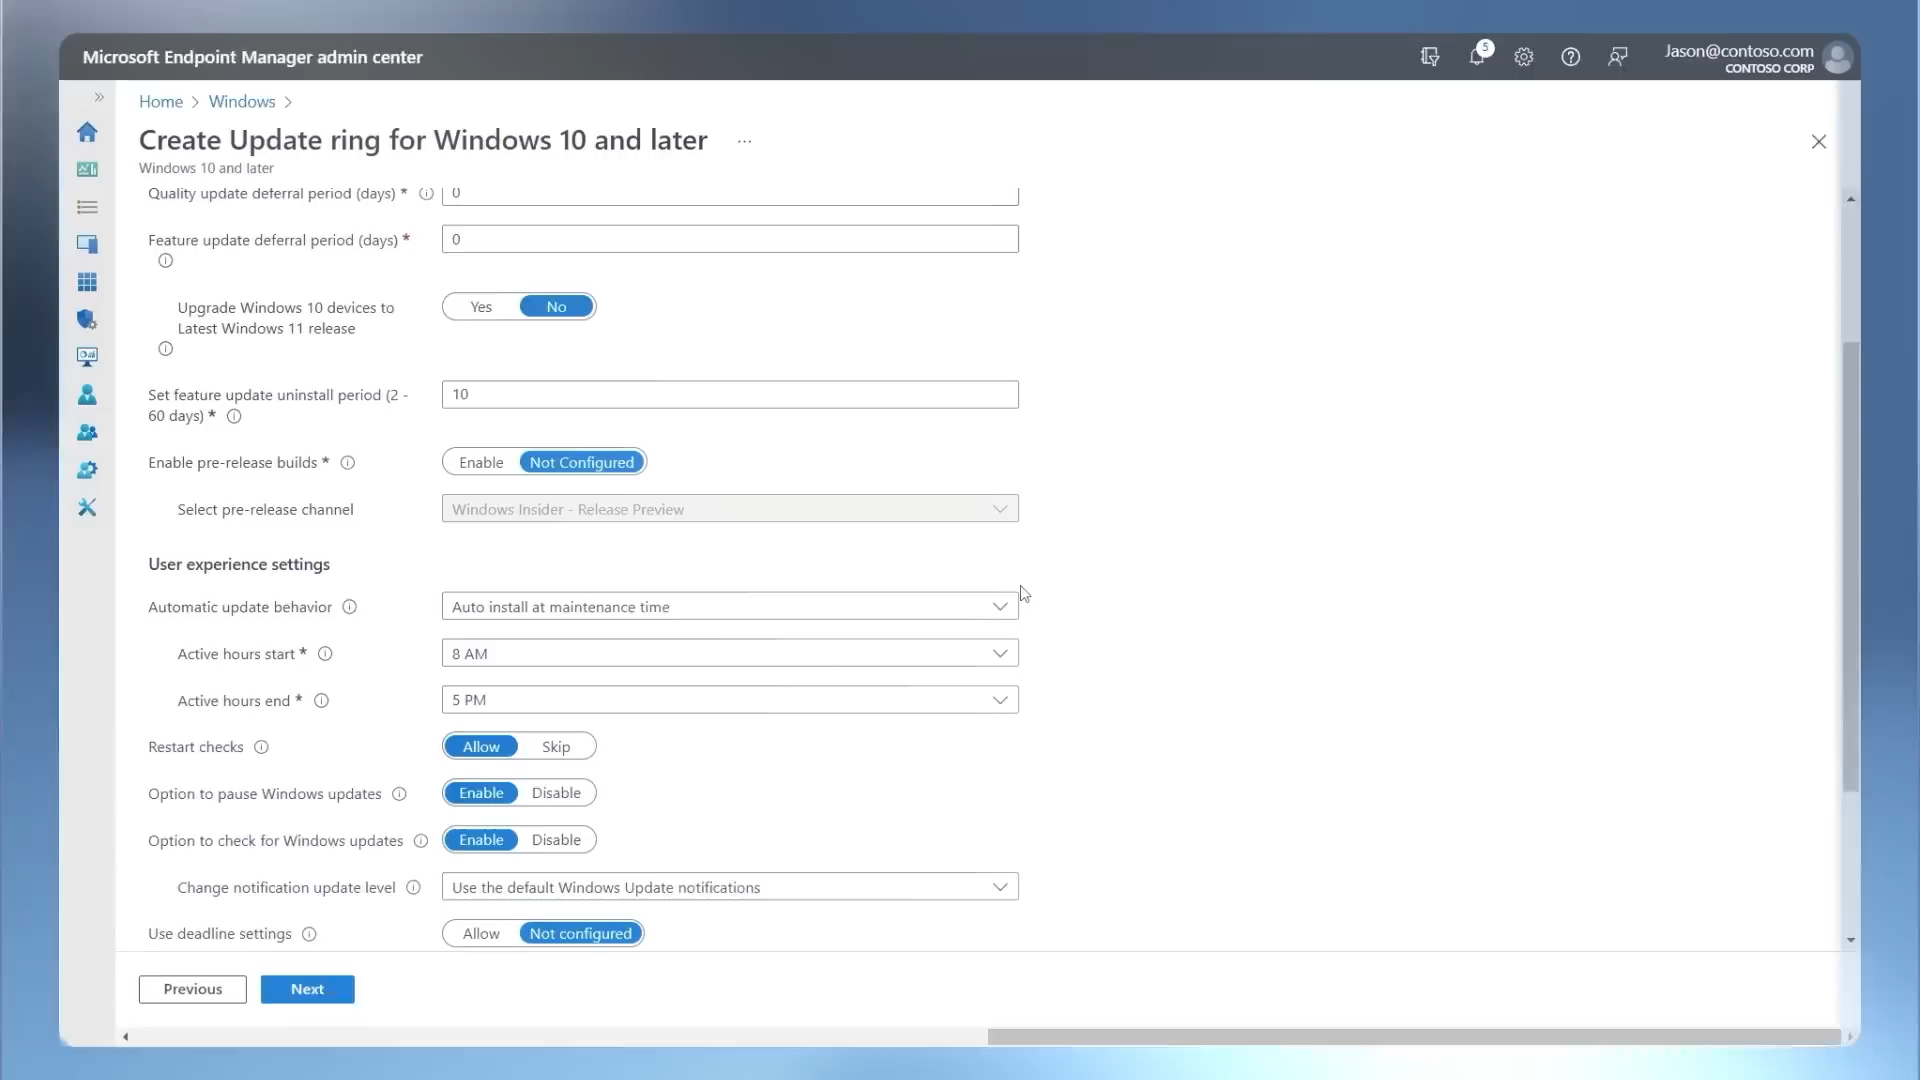 Microsoft Endpoint Manager admin center
5
Jason@contoso.com
CONTOSO CORP
Home > Windows >
Create Update ring for Windows 10 and later ...
Windows 10 and later
Quality update deferral period (days) * 0
Feature update deferral period (days) * 0
Upgrade Windows 10 devices to
Latest Windows 11 release
Yes No
Set feature update uninstall period (2 -
60 days) *
10
Enable pre-release builds * Enable Not Configured
Select pre-release channel Windows Insider - Release Preview
User experience settings
Automatic update behavior Auto install at maintenance time
Active hours start * 8 AM
Active hours end * 5 PM
Restart checks Allow Skip
Option to pause Windows updates Enable Disable
Option to check for Windows updates Enable Disable
Change notification update level Use the default Windows Update notifications
Use deadline settings Allow Not configured
Previous Next